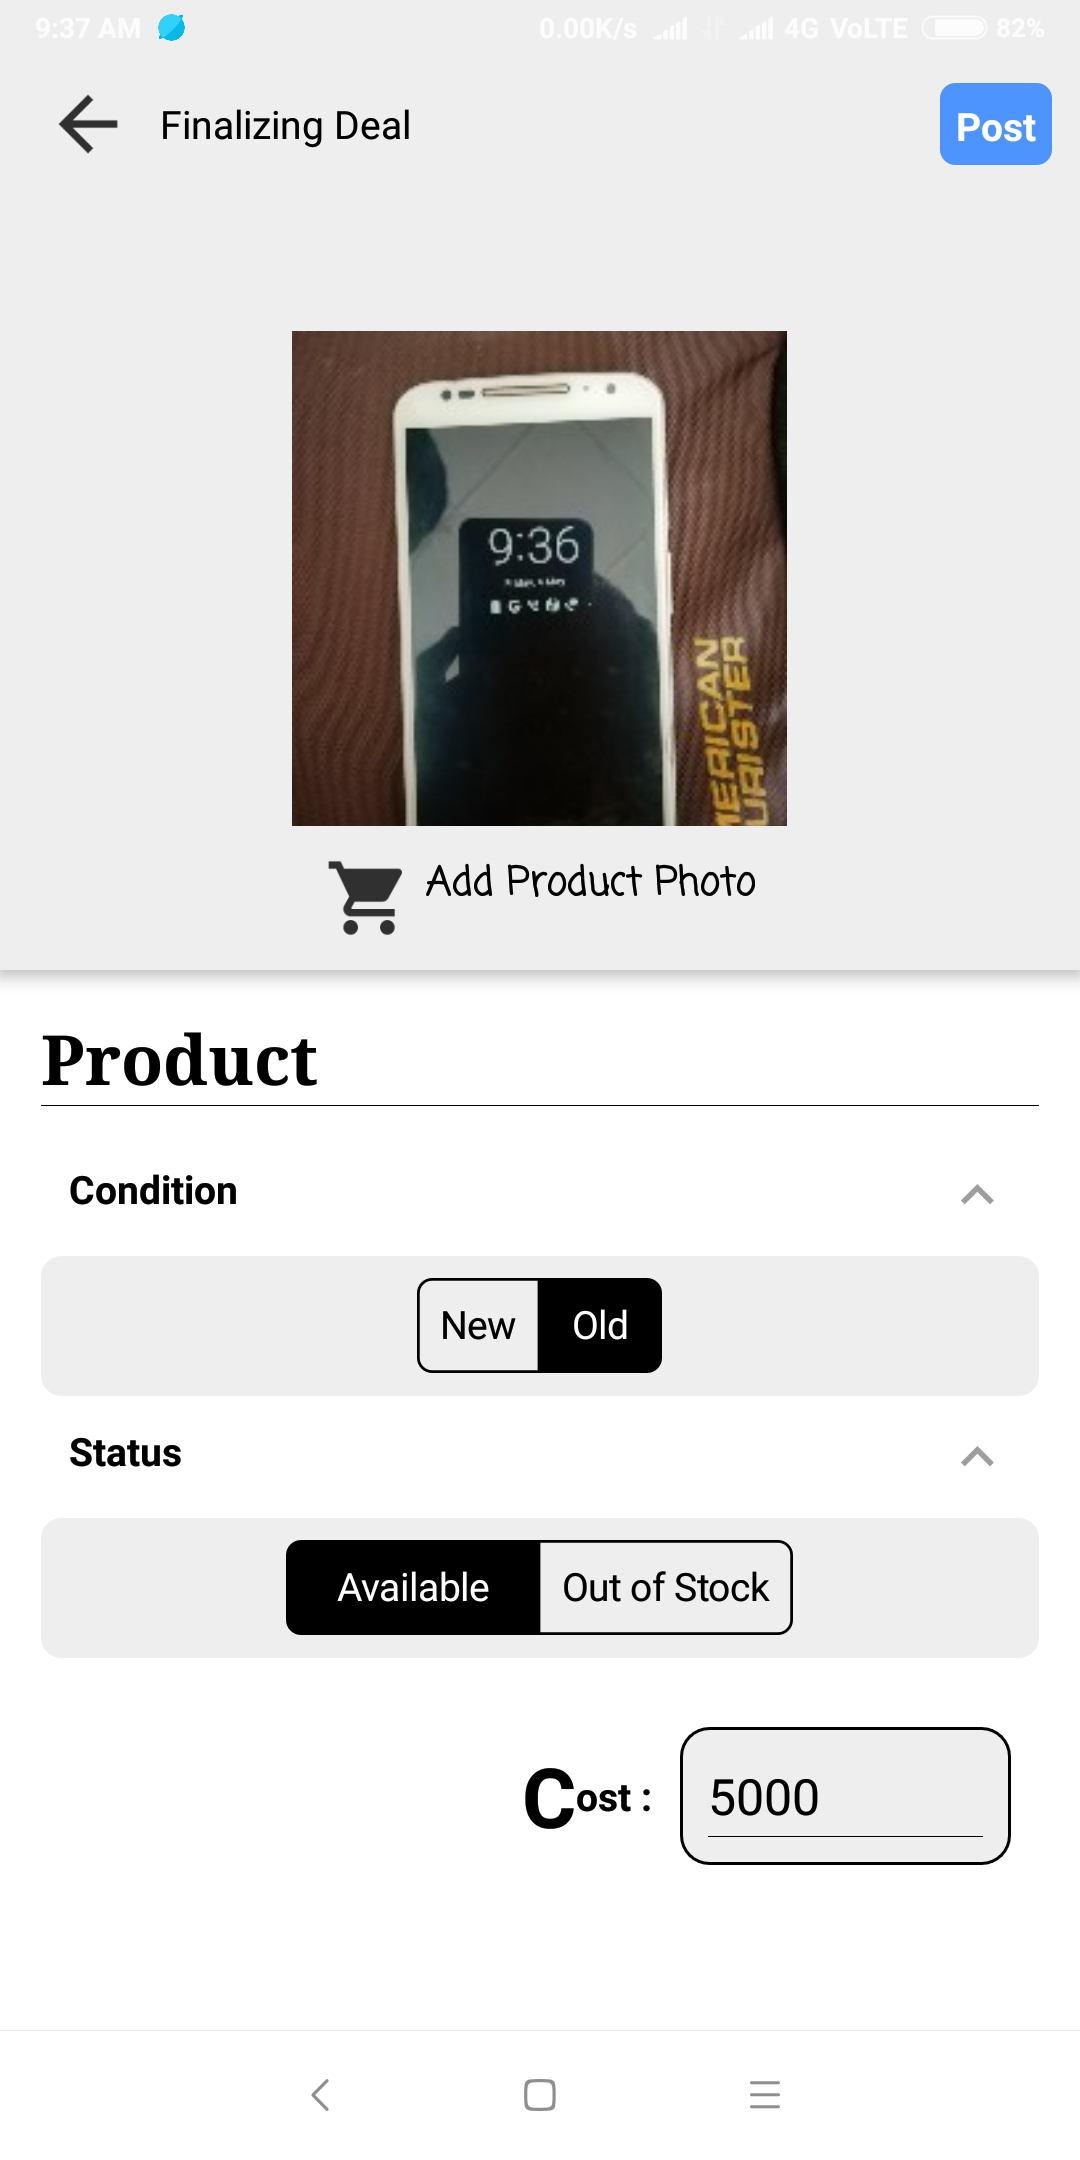 9:37 AM 0.00K/s 4G VoLTE 82%
Finalizing Deal
Post
9:36
MERICAN
URISTER
Add Product Photo
Product
Condition
New Old
Status
Available Out of Stock
Cost : 5000